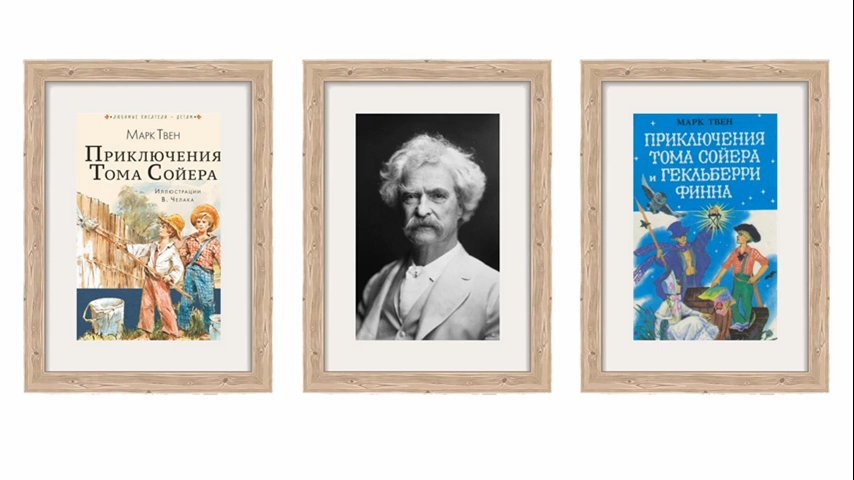 ЛЮБИМЫЕ ПИСАТЕЛИ – ДЕТЯМ
МАРК ТВЕН
ПРИКЛЮЧЕНИЯ
ТОМА СОЙЕРА
ИЛЛЮСТРАЦИИ
В. ЧЕЛАКА
МАРК ТВЕН
ПРИКЛЮЧЕНИЯ
ТОМА СОЙЕРА
и ГЕКЛЬБЕРРИ
ФИННА